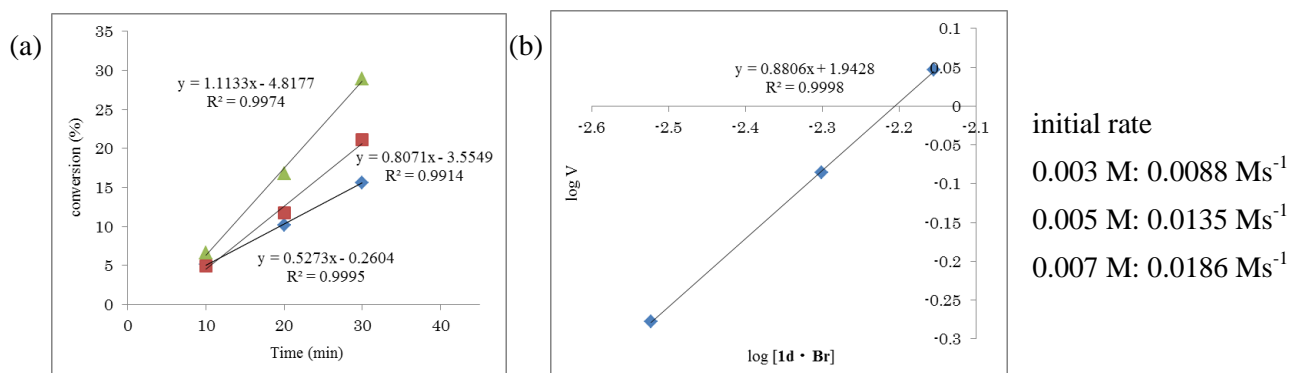 (a)
conversion (%)
35
30
25
20
15
10
5
0
y = 1.1133x - 4.8177
R² = 0.9974
y = 0.8071x - 3.5549
R² = 0.9914
y = 0.5273x - 0.2604
R² = 0.9995
0 10 20 30 40
Time (min)
(b)
log V
y = 0.8806x + 1.9428
R² = 0.9998
0.1
0.05
0
-2.6 -2.5 -2.4 -2.3 -2.2 -2.1
-0.05
-0.1
-0.15
-0.2
-0.25
-0.3
log [1d・Br]
initial rate
0.003 M: 0.0088 Ms⁻¹
0.005 M: 0.0135 Ms⁻¹
0.007 M: 0.0186 Ms⁻¹